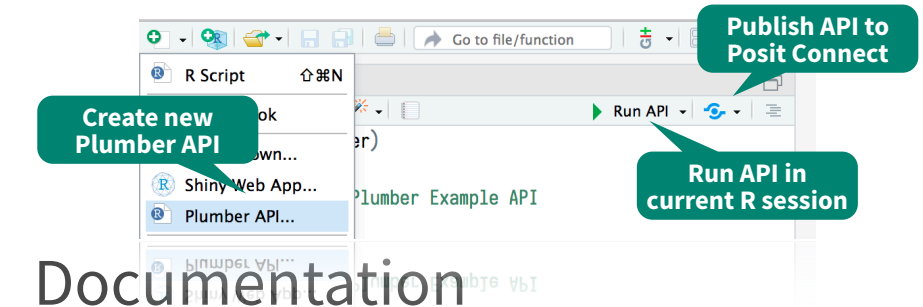 Publish API to
Posit Connect
Go to file/function
R Script ⇧⌘N
Create new
Plumber API
ok
Run API
er)
own...
Shiny Web App...
Plumber Example API
Run API in
current R session
Plumber API...
Documentation